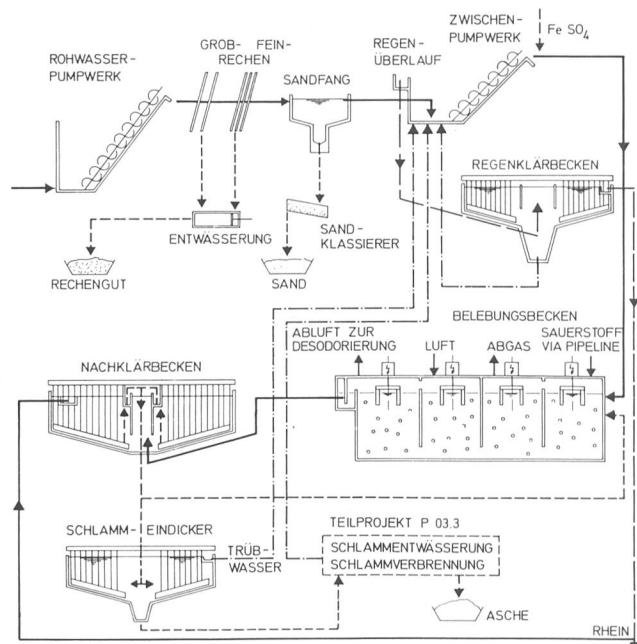 ZWISCHEN-
PUMPWERK
Fe SO₄
GROB- FEIN-
RECHEN
REGEN-
ÜBERLAUF
ROHWASSER-
PUMPWERK
SANDFANG
REGENKLÄRBECKEN
ENTWÄSSERUNG
SAND-
KLASSIERER
RECHENGUT
SAND
BELEBUNGSBECKEN
ABLUFT ZUR
DESODORIERUNG
LUFT
ABGAS
SAUERSTOFF
VIA PIPELINE
NACHKLÄRBECKEN
SCHLAMM-EINDICKER
TRÜB-
WASSER
TEILPROJEKT P 03.3
SCHLAMMENTWÄSSERUNG
SCHLAMMVERBRENNUNG
ASCHE
RHEIN